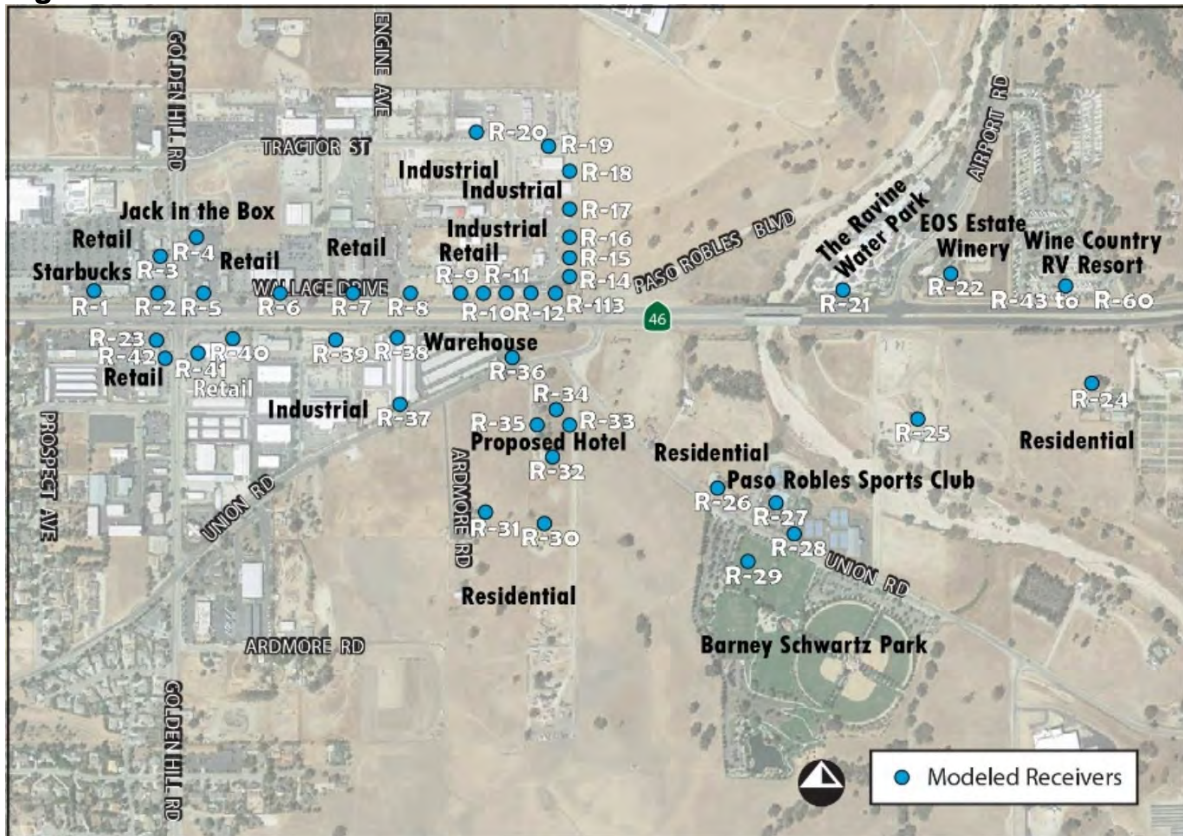 GOLDEN HILL RD
ENGINE AVE
TRACTOR ST
R-20
R-19
Industrial
Industrial
R-18
AIRPORT RD
Jack in the Box
R-17
Retail
R-4
Retail
Industrial
R-16
PASO ROBLES BLVD
The Ravine
Water Park
EOS Estate
Winery
Wine Country
RV Resort
R-3
Retail
Retail
R-15
Starbucks
R-9
R-11
R-14
WALLACE DRIVE
R-22
R-1
R-2
R-5
R-6
R-7
R-8
R-10
R-12
R-113
R-21
R-43 to R-60
46
R-23
R-42
R-41
R-40
R-39
R-38
Warehouse
R-36
Retail
Retail
R-24
Industrial
R-37
R-34
R-35
R-33
R-25
Proposed Hotel
Residential
PROSPECT AVE
R-32
Residential
ARDMORE RD
Paso Robles Sports Club
R-26
UNION RD
R-27
R-31
R-30
R-28
R-29
UNION RD
Residential
ARDMORE RD
Barney Schwartz Park
GOLDEN HILL RD
Modeled Receivers